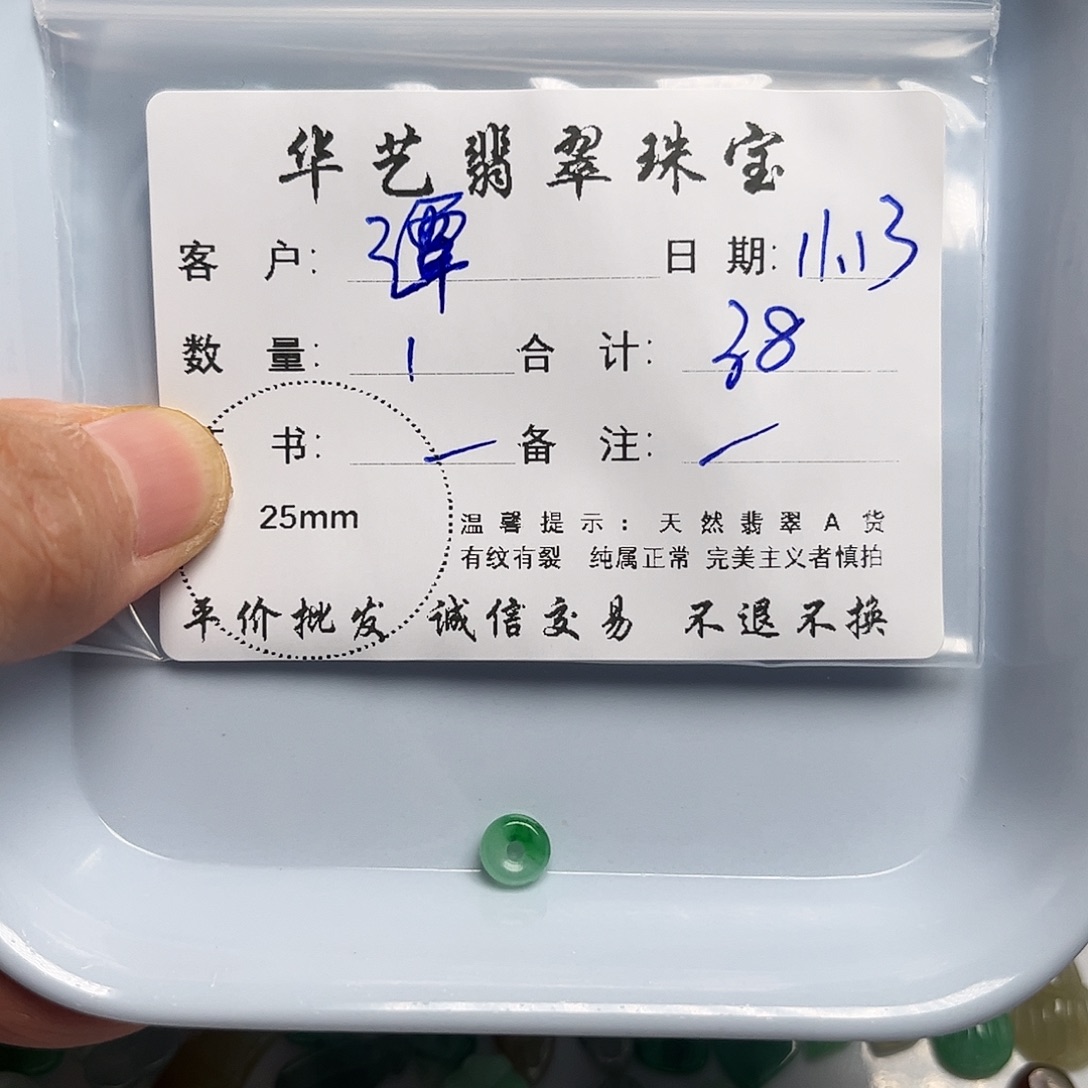 华艺翡翠珠宝
客户: 谭 日期: 11.13
数量: 1 合计: 38
书: 一 备注: 一
25mm
温馨提示:天然翡翠A货
有纹有裂 纯属正常 完美主义者慎拍
平价批发 诚信交易 不退不换